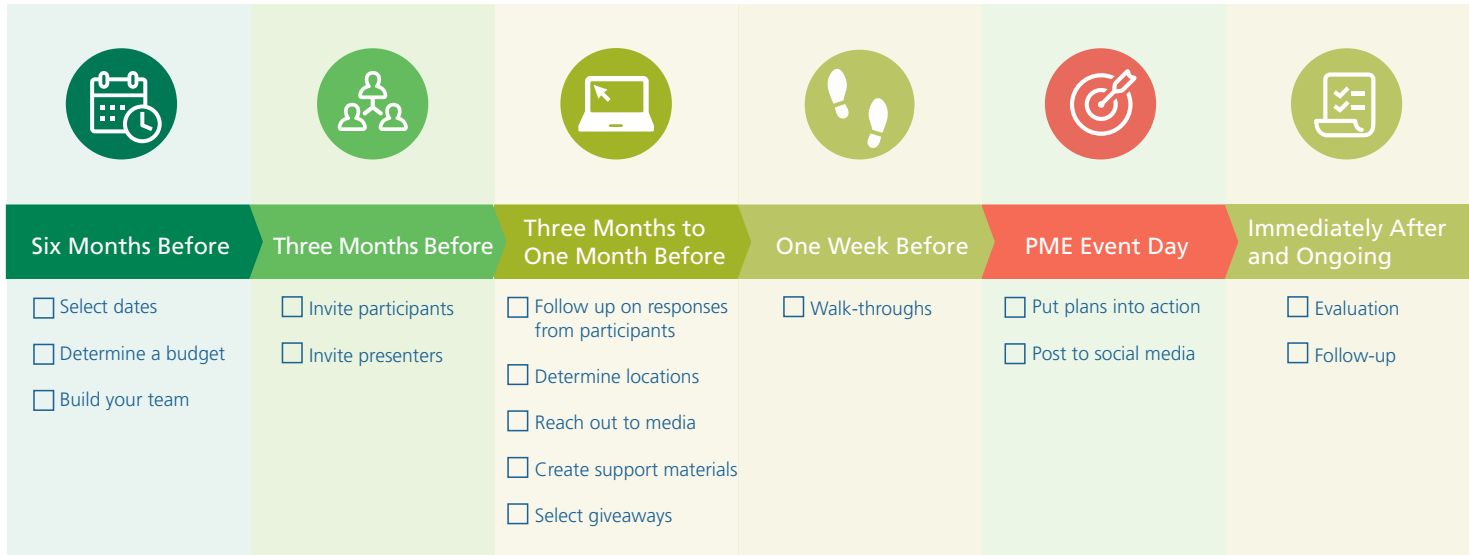 Six Months Before
Select dates
Determine a budget
Build your team
Three Months Before
Invite participants
Invite presenters
Three Months to
One Month Before
Follow up on responses
from participants
Determine locations
Reach out to media
Create support materials
Select giveaways
One Week Before
Walk-throughs
PME Event Day
Put plans into action
Post to social media
Immediately After
and Ongoing
Evaluation
Follow-up